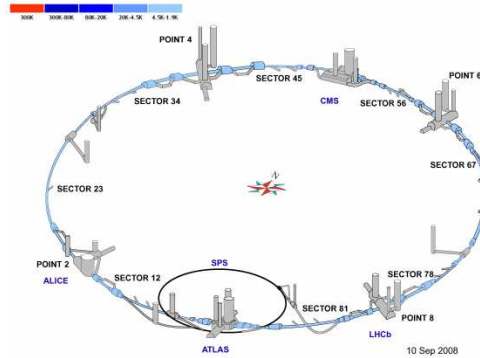 300K 300K-80K 80K-20K 20K-4.5K 4.5K-1.9K
POINT 4
SECTOR 45
POINT 6
SECTOR 34
CMS
SECTOR 56
N
SECTOR 67
SECTOR 23
POINT 2
SPS
SECTOR 12
SECTOR 78
ALICE
SECTOR 81
POINT 8
LHCb
ATLAS
10 Sep 2008